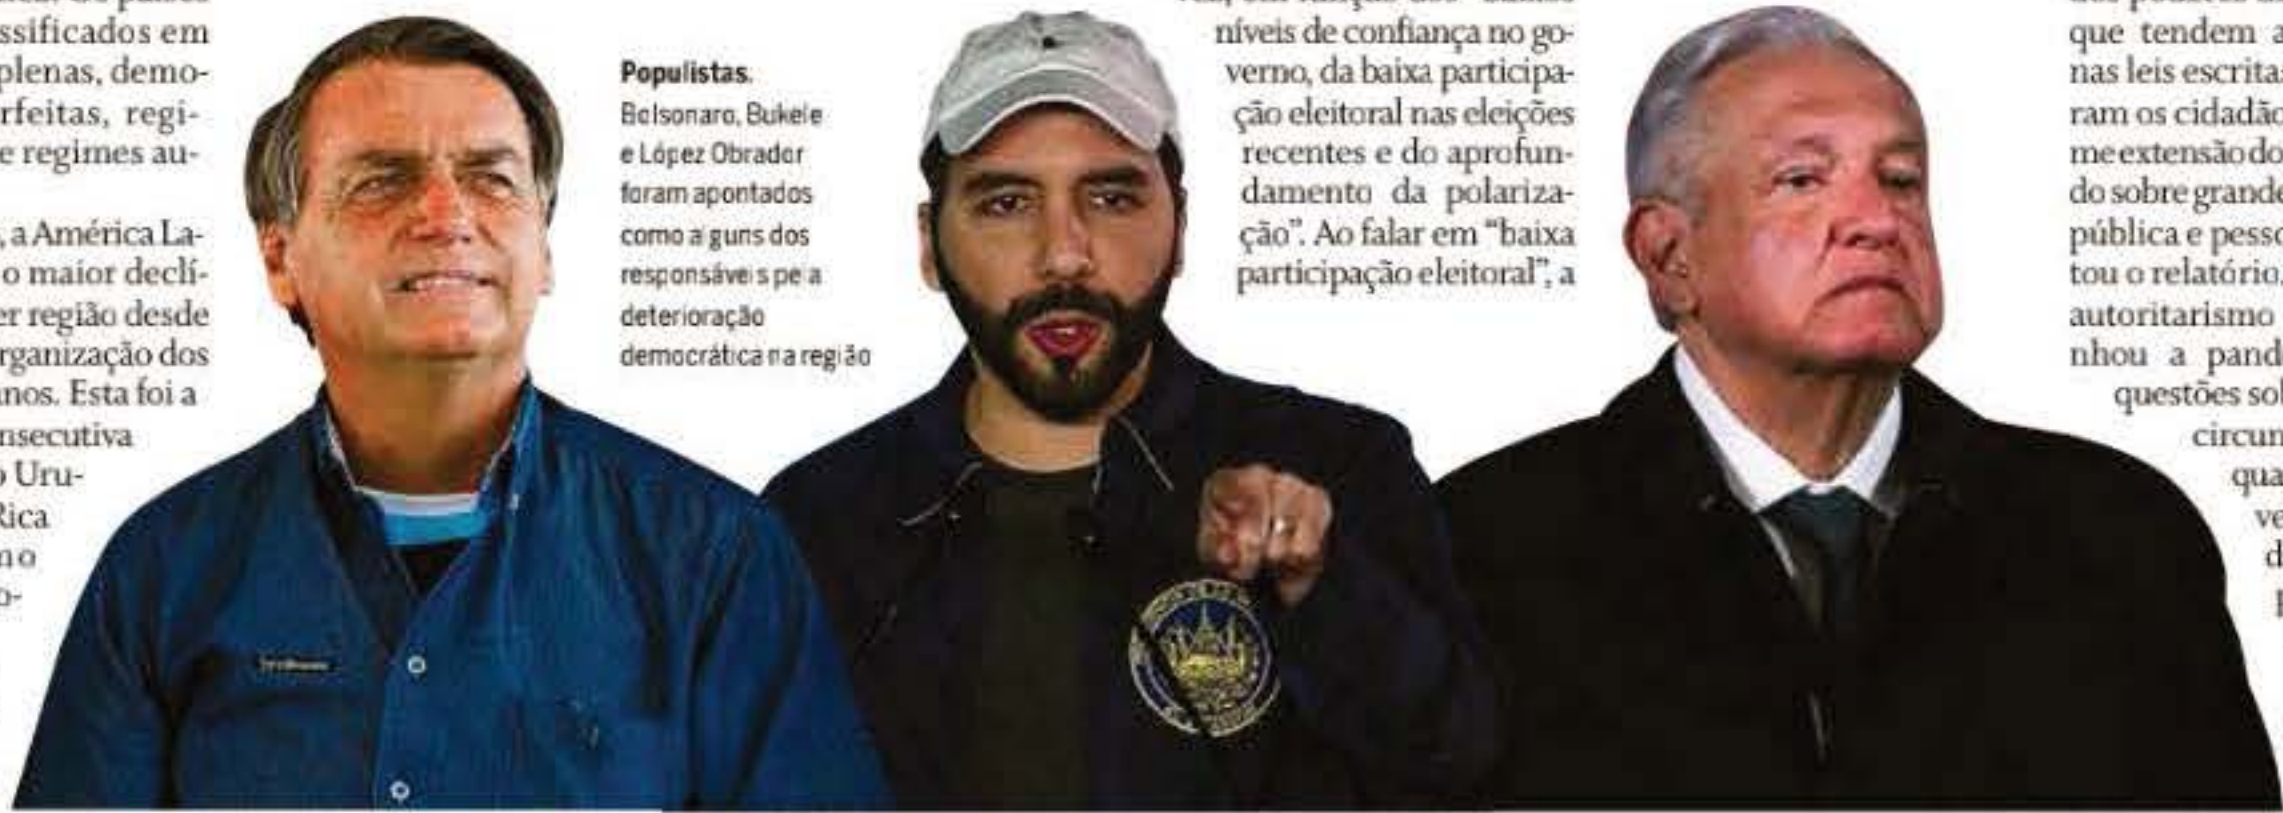 ssificados em
plenas, demo-
rfeitas, regi-
e regimes au-
, a América La-
o maior declí-
er região desde
rganização dos
nos. Esta foi a
nsecutiva
o Uru-
Rica
m o
o-
Populistas.
Bolsonaro, Bukele
e López Obrador
foram apontados
como alguns dos
responsáveis pela
deterioração
democrática na região
níveis de confiança no go-
verno, da baixa participa-
ção eleitoral nas eleições
recentes e do aprofun-
damento da polariza-
ção”. Ao falar em “baixa
participação eleitoral”, a
que tendem a
nas leis escrita
ram os cidadão
me extensão do
do sobre grande
pública e pesso
tou o relatório,
autoritarismo
nhou a pand
questões sol
circun
qua
ve
d
p